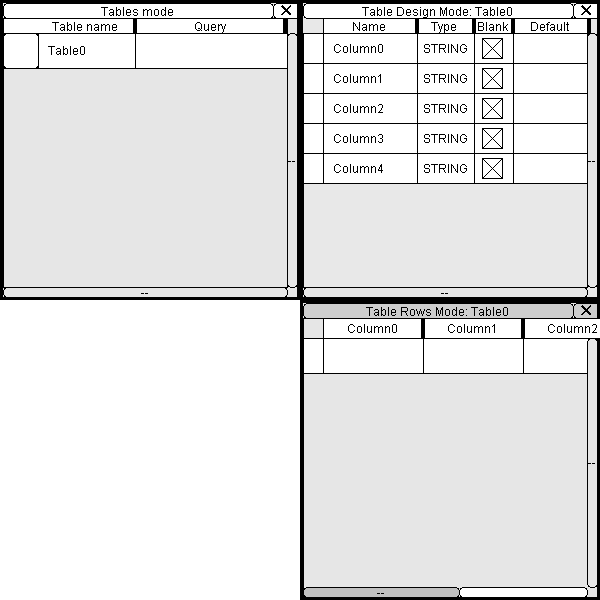 Tables mode
Table name Query
Table0
--
--
Table Design Mode: Table0
Name Type Blank Default
Column0 STRING
Column1 STRING
Column2 STRING
Column3 STRING
Column4 STRING
--
--
Table Rows Mode: Table0
Column0 Column1 Column2
--
--